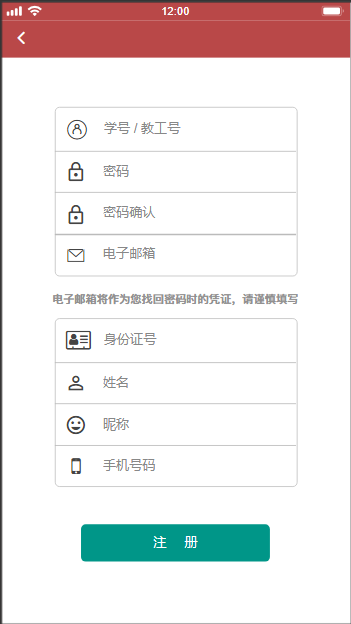 12:00
学号 / 教工号
密码
密码确认
电子邮箱
电子邮箱将作为您找回密码时的凭证，请谨慎填写
身份证号
姓名
昵称
手机号码
注 册